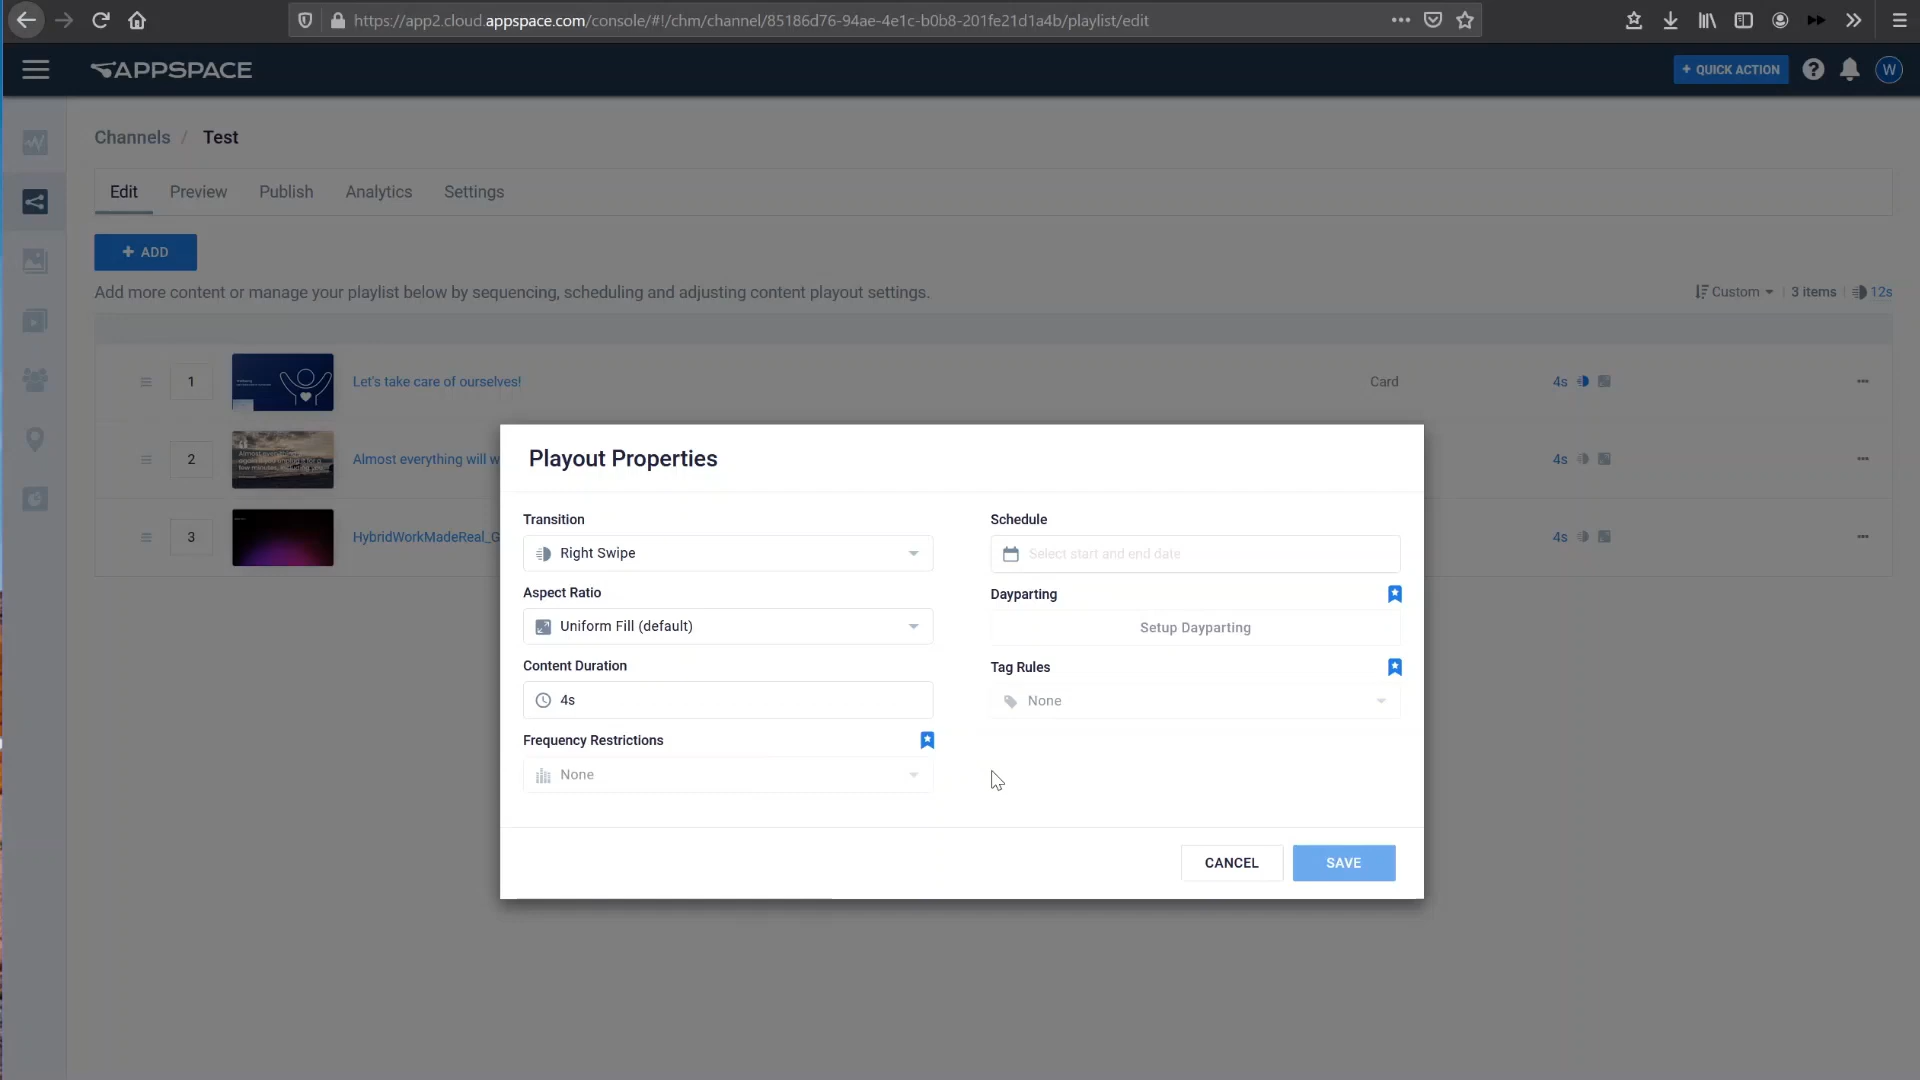 https://app2.cloud.appspace.com/console/#!/chm/channel/85186d76-94ae-4e1c-b0b8-201fe21d1a4b/playlist/edit
APPSPACE
+ QUICK ACTION
?
W
Channels / Test
Edit Preview Publish Analytics Settings
+ ADD
Add more content or manage your playlist below by sequencing, scheduling and adjusting content playout settings.
Custom 3 items 12s
1 Let's take care of ourselves! Card 4s
2 Almost everything will w 4s
3 HybridWorkMadeReal_G 4s
Playout Properties
Transition
Right Swipe
Aspect Ratio
Uniform Fill (default)
Content Duration
4s
Frequency Restrictions
None
Schedule
Select start and end date
Dayparting
Setup Dayparting
Tag Rules
None
CANCEL SAVE